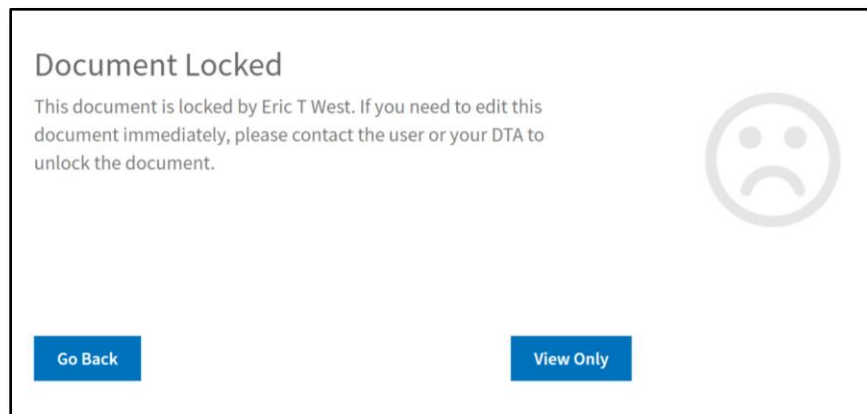 Document Locked
This document is locked by Eric T West. If you need to edit this
document immediately, please contact the user or your DTA to
unlock the document.
Go Back
View Only